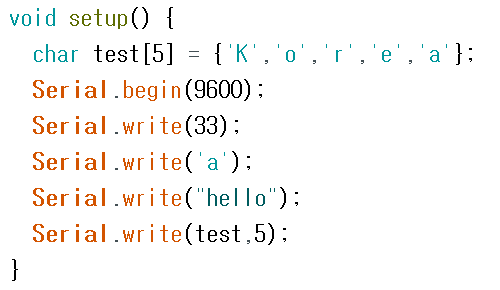 void setup() {
  char test[5] = {'K','o','r','e','a'};
  Serial.begin(9600);
  Serial.write(33);
  Serial.write('a');
  Serial.write("hello");
  Serial.write(test,5);
}